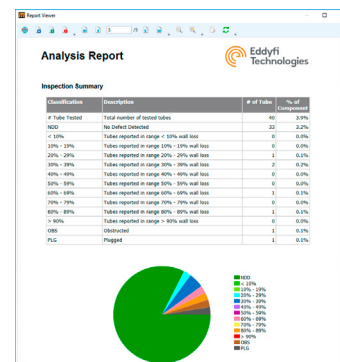 Report Viewer
3 /9
Analysis Report
Eddyfi
Technologies
Inspection Summary
Classification Description # of Tube % of Component
# Tube Tested Total number of tested tubes 40 3.9%
NDD No Defect Detected 33 3.2%
< 10% Tubes reported in range < 10% wall loss 0 0.0%
10% - 19% Tubes reported in range 10% - 19% wall loss 0 0.0%
20% - 29% Tubes reported in range 20% - 29% wall loss 1 0.1%
30% - 39% Tubes reported in range 30% - 39% wall loss 2 0.2%
40% - 49% Tubes reported in range 40% - 49% wall loss 0 0.0%
50% - 59% Tubes reported in range 50% - 59% wall loss 0 0.0%
60% - 69% Tubes reported in range 60% - 69% wall loss 1 0.1%
70% - 79% Tubes reported in range 70% - 79% wall loss 0 0.0%
80% - 89% Tubes reported in range 80% - 89% wall loss 1 0.1%
> 90% Tubes reported in range > 90% wall loss 0 0.0%
OBS Obstructed 1 0.1%
PLG Plugged 1 0.1%
NDD
< 10%
10% - 19%
20% - 29%
30% - 39%
40% - 49%
50% - 59%
60% - 69%
70% - 79%
80% - 89%
> 90%
OBS
PLG